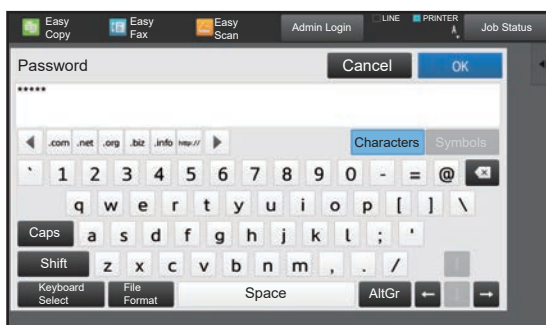 Easy Copy Easy Fax Easy Scan Admin Login LINE PRINTER Job Status
Password Cancel OK
*****
.com .net .org .biz .info http:// Characters Symbols
` 1 2 3 4 5 6 7 8 9 0 - = @
q w e r t y u i o p [ ] \
Caps a s d f g h j k l ; '
Shift z x c v b n m , . /
Keyboard Select File Format Space AltGr ← ↓ →